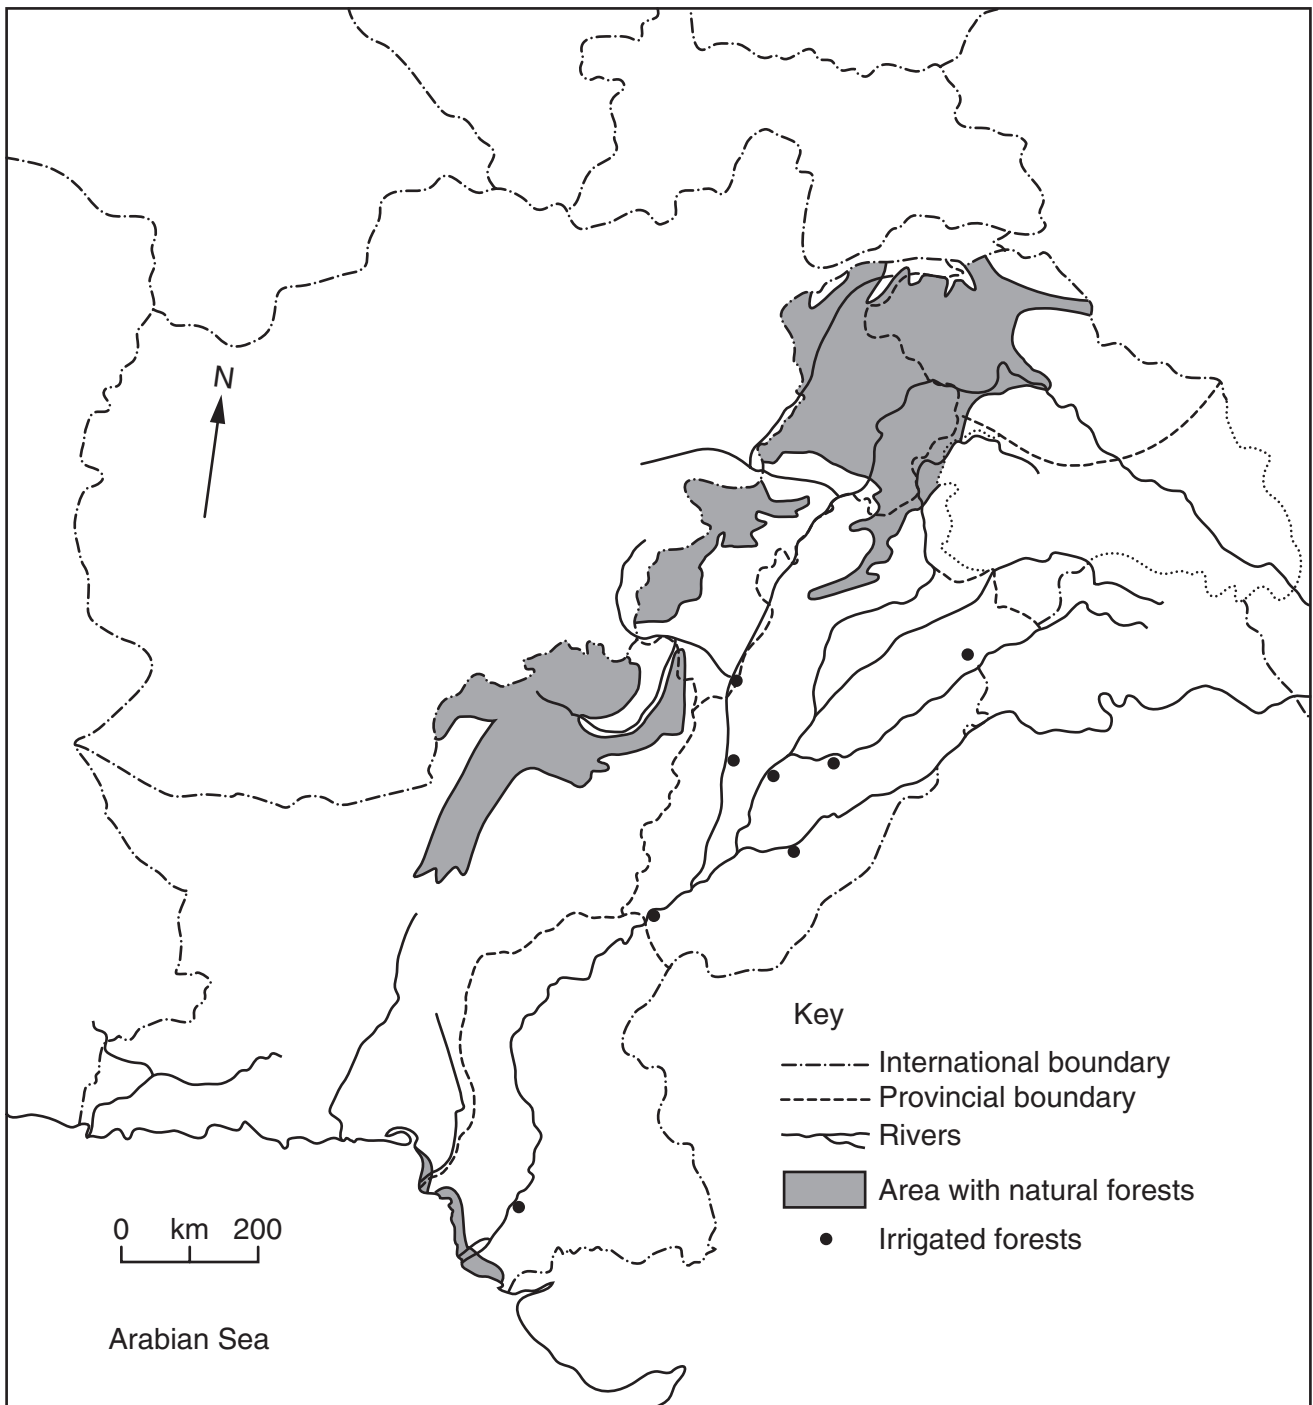 N
Key
International boundary
Provincial boundary
Rivers
Area with natural forests
Irrigated forests
0 km 200
Arabian Sea